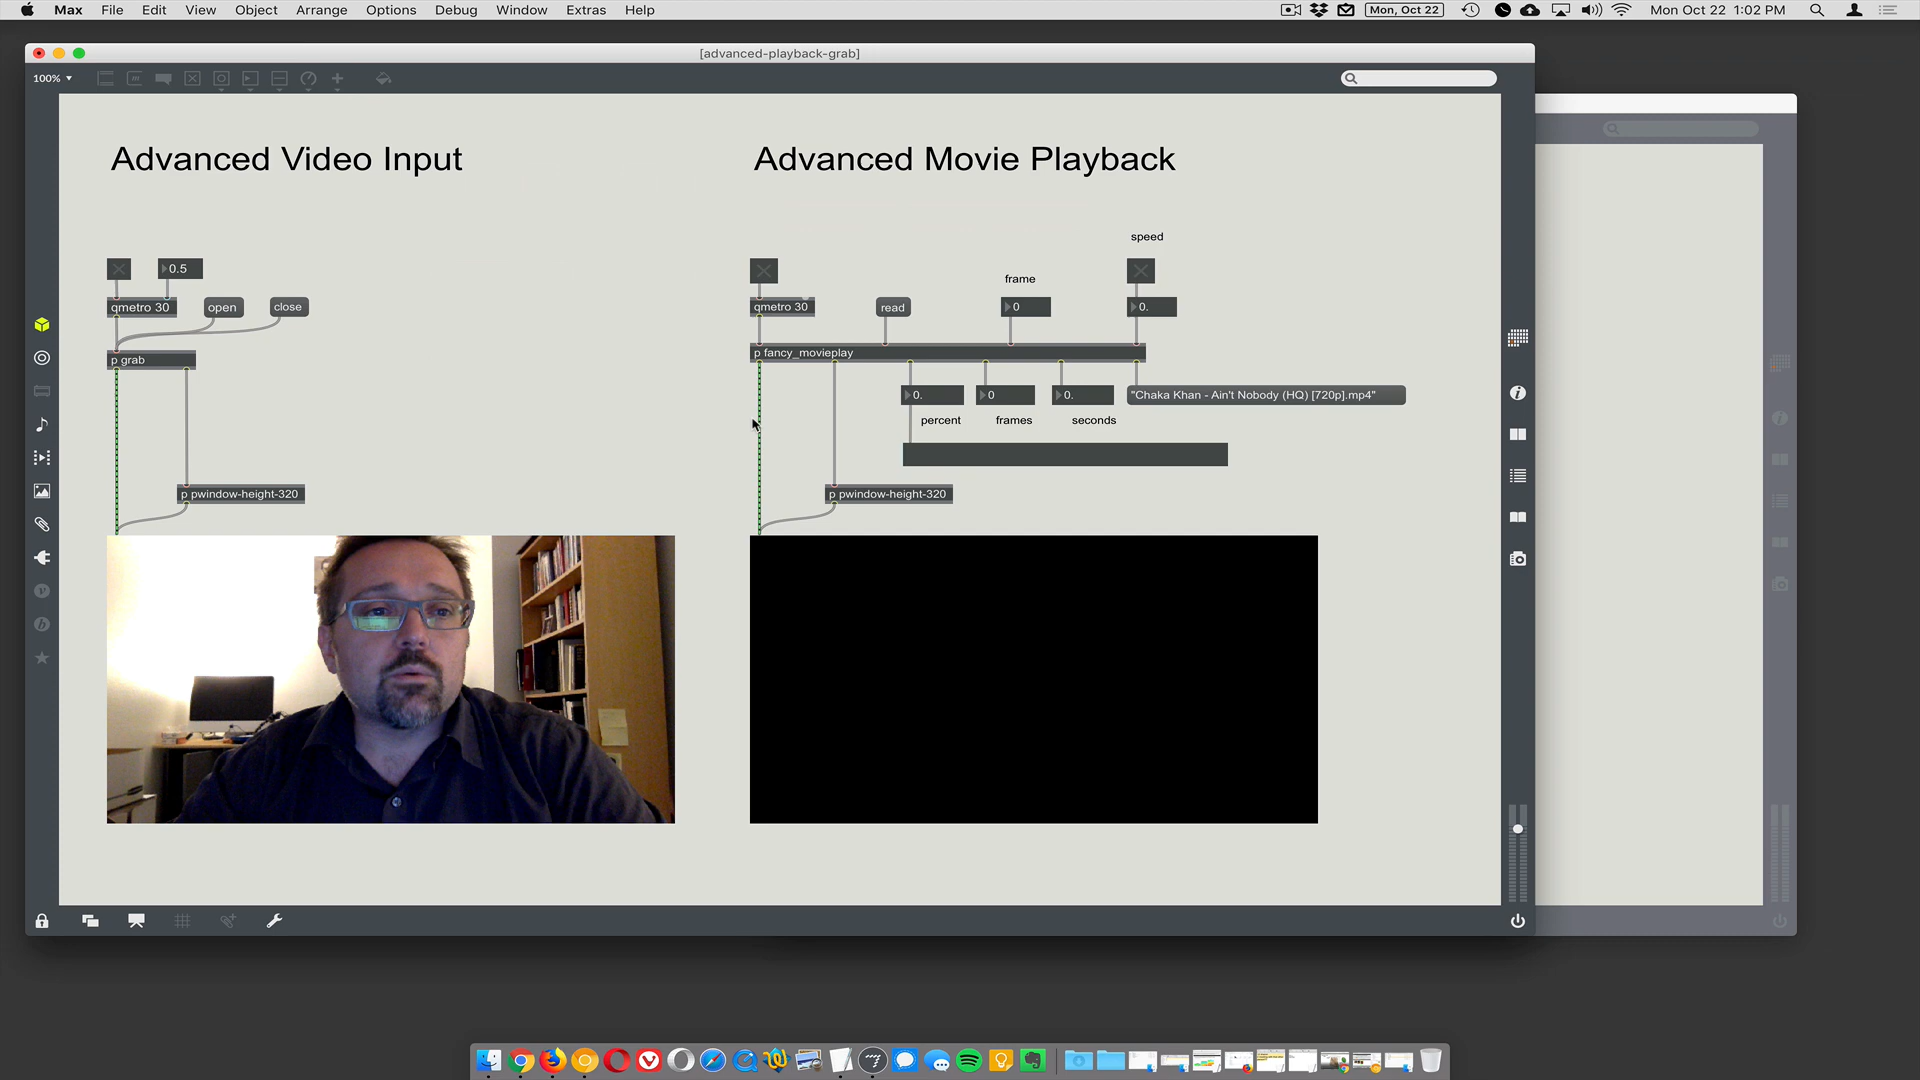 Max File Edit View Object Arrange Options Debug Window Extras Help
Mon, Oct 22
Mon Oct 22 1:02 PM
[advanced-playback-grab]
100%
Advanced Video Input
Advanced Movie Playback
speed
0.5
frame
qmetro 30
open
close
qmetro 30
read
0
0.
p grab
p fancy_movieplay
0.
0
0.
"Chaka Khan - Ain't Nobody (HQ) [720p].mp4"
percent
frames
seconds
p pwindow-height-320
p pwindow-height-320